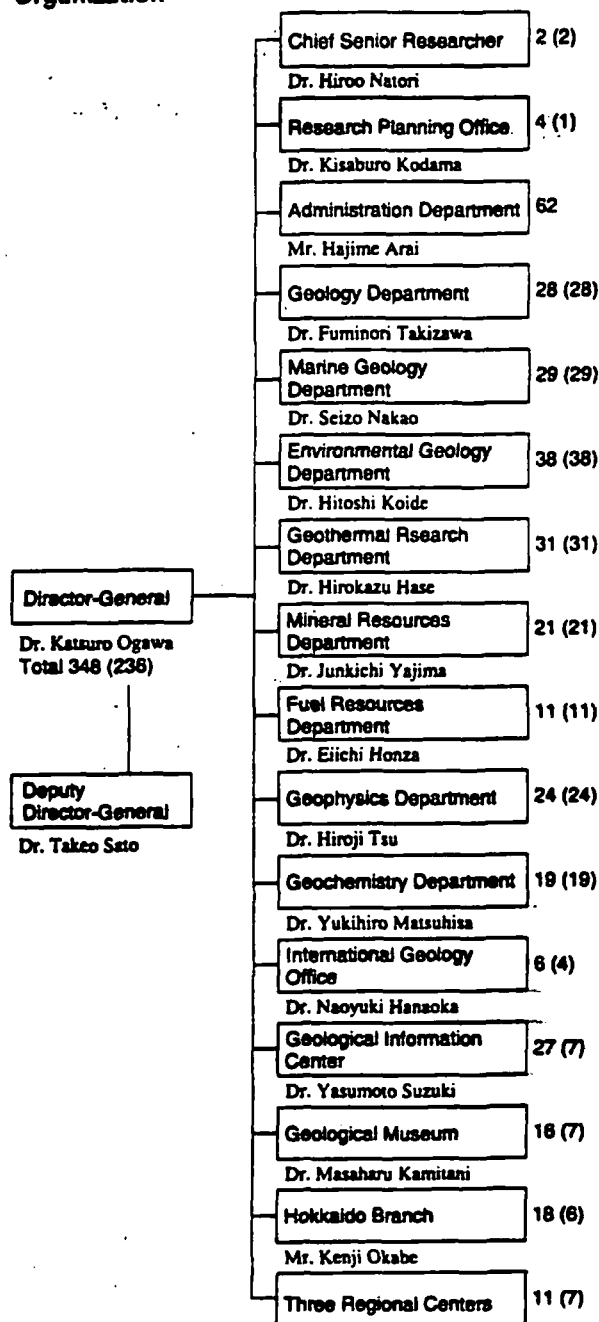 Organization
Chief Senior Researcher 2 (2)
Dr. Hiroo Natori
Research Planning Office 4 (1)
Dr. Kisaburo Kodama
Administration Department 62
Mr. Hajime Arai
Geology Department 28 (28)
Dr. Fuminori Takizawa
Marine Geology
Department 29 (29)
Dr. Seizo Nakao
Environmental Geology
Department 38 (38)
Dr. Hitoshi Koide
Geothermal Rsearch
Department 31 (31)
Dr. Hirokazu Hase
Director-General
Dr. Katsuro Ogawa
Total 348 (236)
Mineral Resources
Department 21 (21)
Dr. Junkichi Yajima
Fuel Resources
Department 11 (11)
Dr. Eiichi Honza
Deputy
Director-General
Dr. Takeo Sato
Geophysics Department 24 (24)
Dr. Hiroji Tsu
Geochemistry Department 19 (19)
Dr. Yukihiro Matsuhisa
International Geology
Office 6 (4)
Dr. Naoyuki Hanaoka
Geological Information
Center 27 (7)
Dr. Yasumoto Suzuki
Geological Museum 16 (7)
Dr. Masaharu Kamitani
Hokkaido Branch 18 (6)
Mr. Kenji Okabe
Three Regional Centers 11 (7)